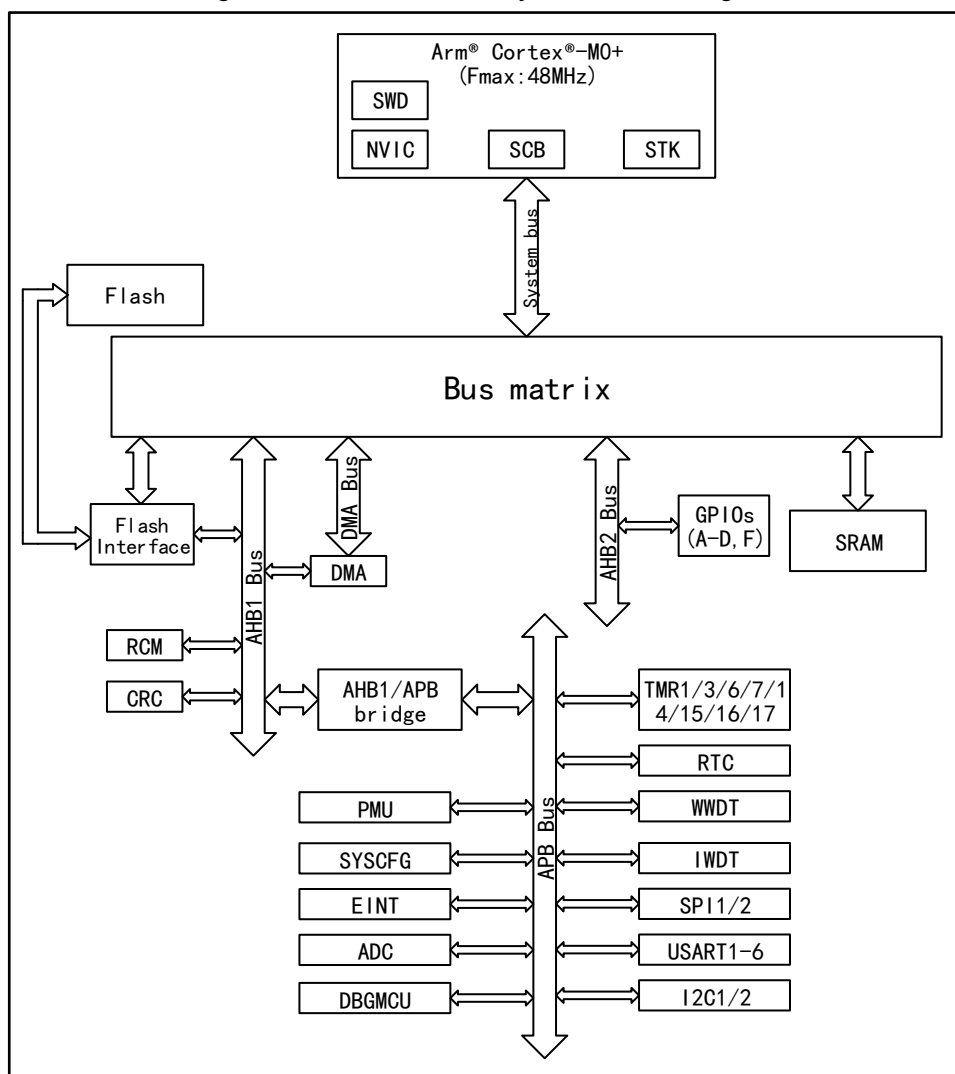 Arm® Cortex®-M0+
(Fmax:48MHz)
SWD
NVIC
SCB
STK
System bus
Flash
Bus matrix
Flash
Interface
AHB1 Bus
DMA Bus
DMA
AHB2 Bus
GPIOs
(A-D,F)
SRAM
RCM
CRC
AHB1/APB
bridge
APB Bus
TMR1/3/6/7/1
4/15/16/17
RTC
PMU
WWDT
SYSCFG
IWDT
EINT
SPI1/2
ADC
USART1-6
DBGMCU
I2C1/2